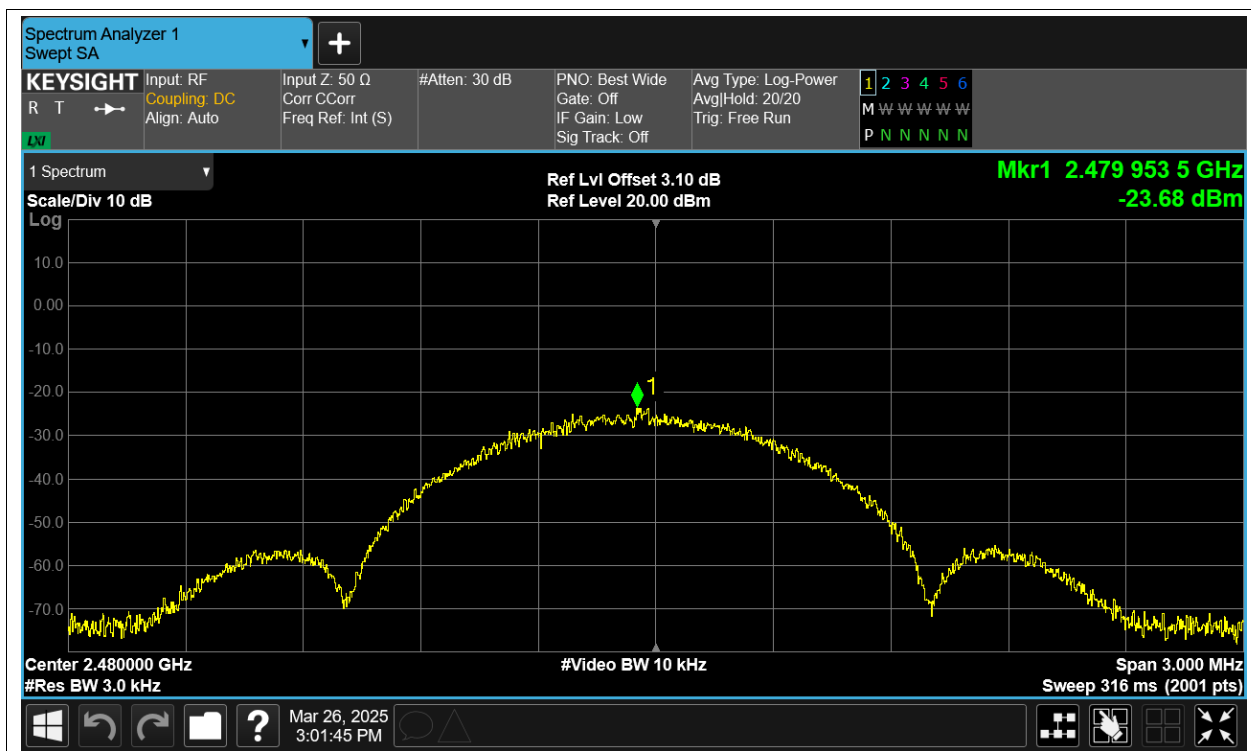 Spectrum Analyzer 1
Swept SA
KEYSIGHT
R T
LXI
Input: RF
Coupling: DC
Align: Auto
Input Z: 50 Ω
Corr CCorr
Freq Ref: Int (S)
#Atten: 30 dB
PNO: Best Wide
Gate: Off
IF Gain: Low
Sig Track: Off
Avg Type: Log-Power
Avg|Hold: 20/20
Trig: Free Run
1 2 3 4 5 6
M W W W W W
P N N N N N
1 Spectrum
Scale/Div 10 dB
Log
Ref Lvl Offset 3.10 dB
Ref Level 20.00 dBm
Mkr1 2.479 953 5 GHz
-23.68 dBm
10.0
0.00
-10.0
-20.0
-30.0
-40.0
-50.0
-60.0
-70.0
1
Center 2.480000 GHz
#Res BW 3.0 kHz
#Video BW 10 kHz
Span 3.000 MHz
Sweep 316 ms (2001 pts)
?
Mar 26, 2025
3:01:45 PM